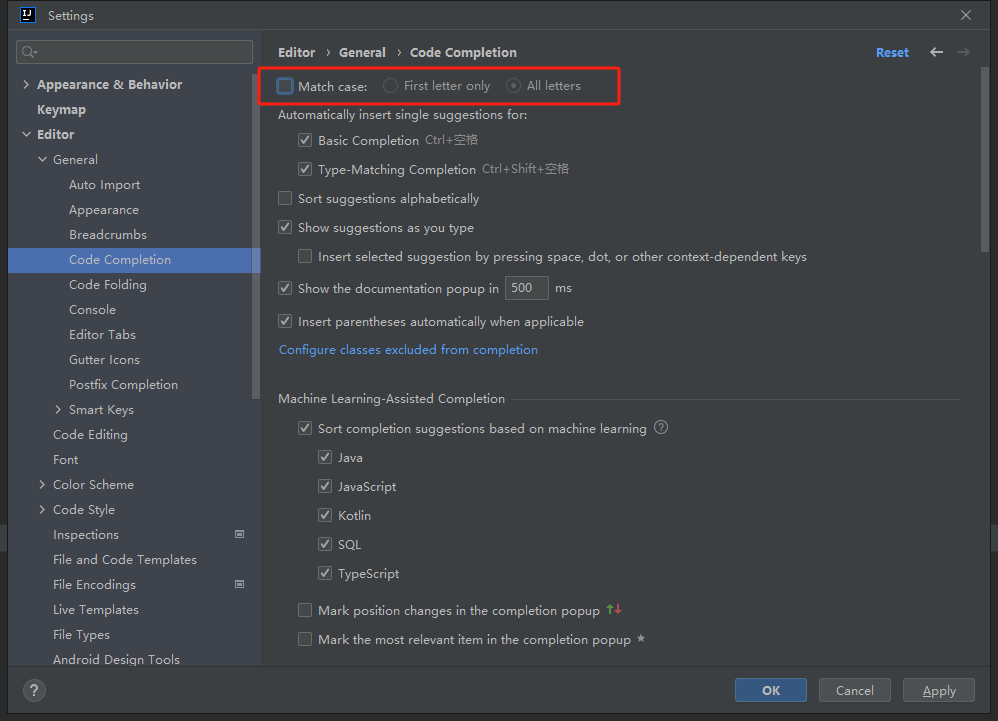 IJ
Settings
Editor › General › Code Completion
Reset
Match case: First letter only All letters
Automatically insert single suggestions for:
Basic Completion Ctrl+空格
Type-Matching Completion Ctrl+Shift+空格
Sort suggestions alphabetically
Show suggestions as you type
Insert selected suggestion by pressing space, dot, or other context-dependent keys
Show the documentation popup in 500 ms
Insert parentheses automatically when applicable
Configure classes excluded from completion
Machine Learning-Assisted Completion
Sort completion suggestions based on machine learning ?
Java
JavaScript
Kotlin
SQL
TypeScript
Mark position changes in the completion popup ↑↓
Mark the most relevant item in the completion popup ★
Appearance & Behavior
Keymap
Editor
General
Auto Import
Appearance
Breadcrumbs
Code Completion
Code Folding
Console
Editor Tabs
Gutter Icons
Postfix Completion
Smart Keys
Code Editing
Font
Color Scheme
Code Style
Inspections
File and Code Templates
File Encodings
Live Templates
File Types
Android Design Tools
?
OK
Cancel
Apply